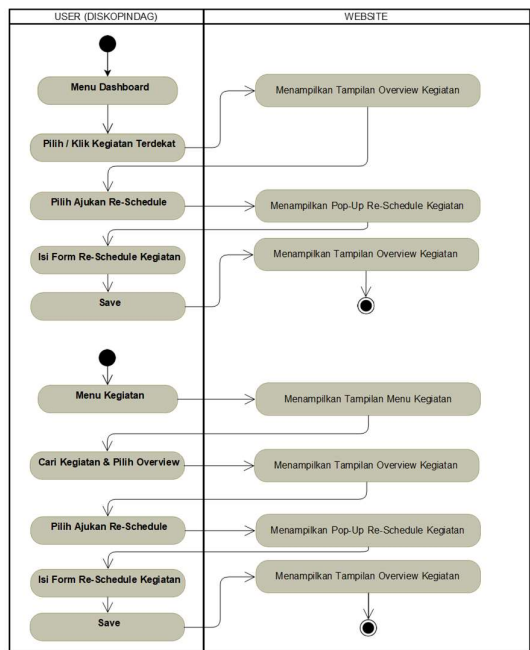 USER (DISKOPINDAG)
WEBSITE
Menu Dashboard
Menampilkan Tampilan Overview Kegiatan
Pilih / Klik Kegiatan Terdekat
Pilih Ajukan Re-Schedule
Menampilkan Pop-Up Re-Schedule Kegiatan
Isi Form Re-Schedule Kegiatan
Menampilkan Tampilan Overview Kegiatan
Save
Menu Kegiatan
Menampilkan Tampilan Menu Kegiatan
Cari Kegiatan & Pilih Overview
Menampilkan Tampilan Overview Kegiatan
Pilih Ajukan Re-Schedule
Menampilkan Pop-Up Re-Schedule Kegiatan
Isi Form Re-Schedule Kegiatan
Menampilkan Tampilan Overview Kegiatan
Save